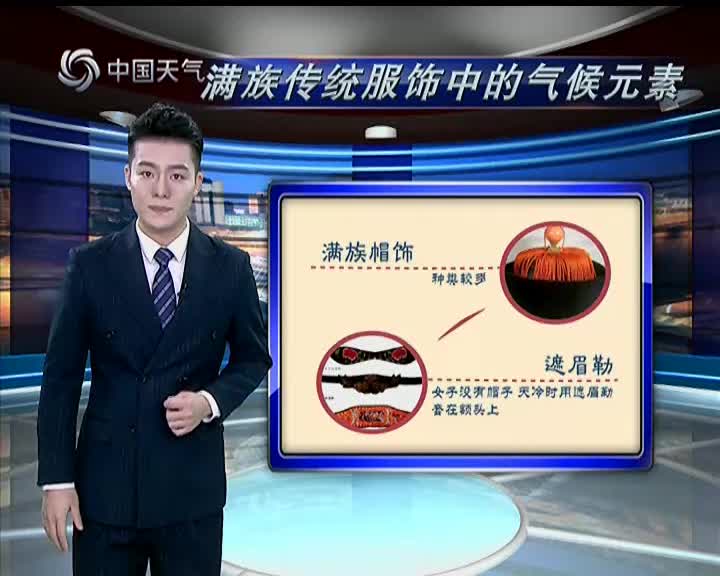 中国天气
满族传统服饰中的气候元素
满族帽饰
种类较多
遮眉勒
女子没有帽子 天冷时用遮眉勒
套在额头上